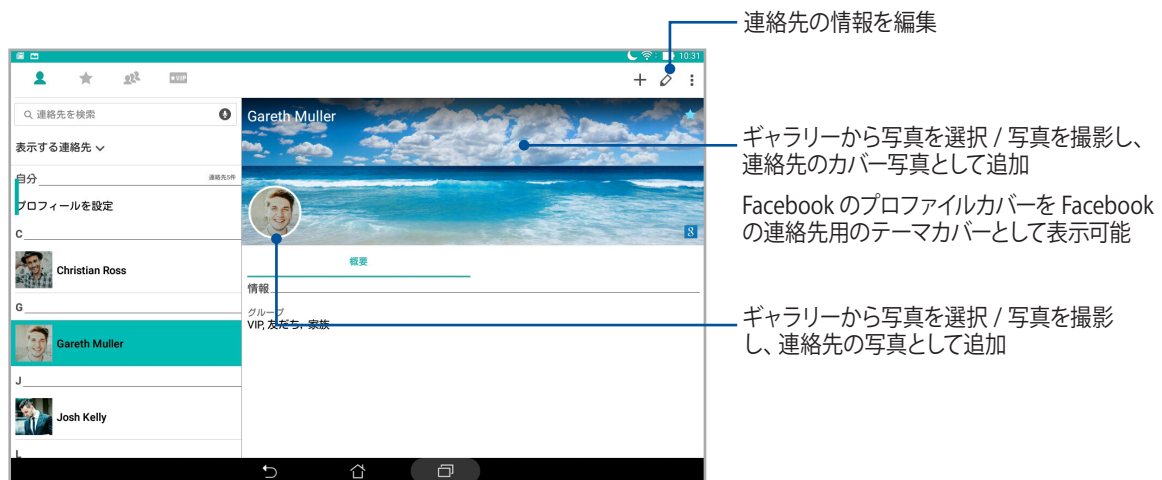 連絡先の情報を編集
10:31
VIP
連絡先を検索
Gareth Muller
表示する連絡先
ギャラリーから写真を選択 / 写真を撮影し、
連絡先のカバー写真として追加
自分
連絡先5件
プロフィールを設定
Facebook のプロファイルカバーを Facebook
の連絡先用のテーマカバーとして表示可能
8
C
概要
Christian Ross
情報
G
グループ
VIP, 友だち, 家族
ギャラリーから写真を選択 / 写真を撮影
し、連絡先の写真として追加
Gareth Muller
J
Josh Kelly
L